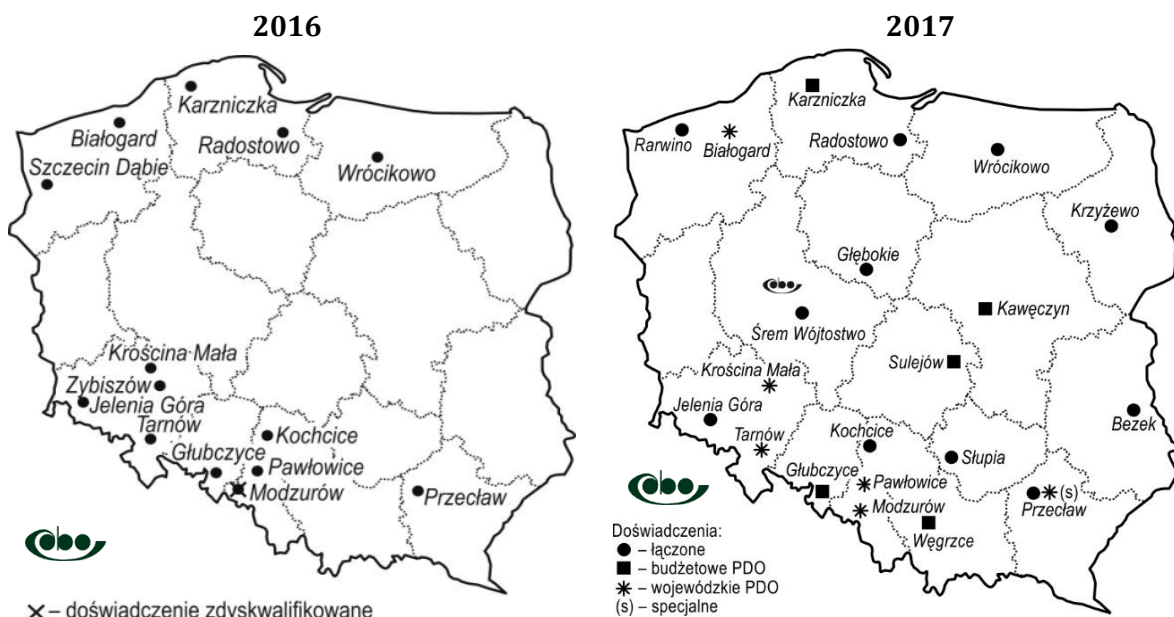 2016
Karzniczka
Białogard
Radostowo
Szczecin Dąbie
Wrócikowo
Krościna Mała
Zybiszów
Jelenia Góra
Tarnów
Kochcice
Głubczyce
Pawłowice
Modzurów
Przecław
✕ – doświadczenie zdyskwalifikowane
2017
Karzniczka
Rarwino
Białogard
Radostowo
Wrócikowo
Krzyżewo
Głębokie
Kawęczyn
Śrem Wójtostwo
Sulejów
Krościna Mała
Jelenia Góra
Bezek
Tarnów
Kochcice
Słupia
Głubczyce
Pawłowice
(s)
Przecław
Modzurów
Węgrzce
Doświadczenia:
● – łączone
■ – budżetowe PDO
✳ – wojewódzkie PDO
(s) – specjalne